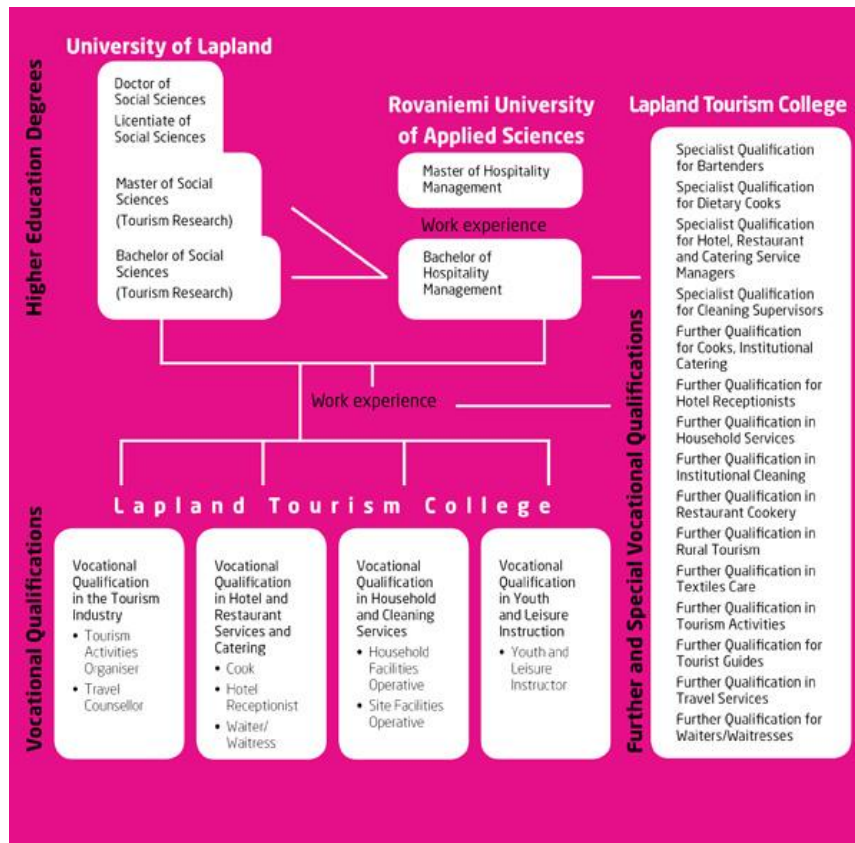 University of Lapland
Higher Education Degrees
Doctor of
Social Sciences
Licentiate of
Social Sciences
Master of Social
Sciences
(Tourism Research)
Bachelor of Social
Sciences
(Tourism Research)
Rovaniemi University
of Applied Sciences
Master of Hospitality
Management
Work experience
Bachelor of
Hospitality
Management
Work experience
Lapland Tourism College
Vocational Qualifications
Vocational
Qualification
in the Tourism
Industry
• Tourism
Activities
Organiser
• Travel
Counsellor
Vocational
Qualification
in Hotel and
Restaurant
Services and
Catering
• Cook
• Hotel
Receptionist
• Waiter/
Waitress
Vocational
Qualification
in Household
and Cleaning
Services
• Household
Facilities
Operative
• Site Facilities
Operative
Vocational
Qualification
in Youth
and Leisure
Instruction
• Youth and
Leisure
Instructor
Lapland Tourism College
Further and Special Vocational Qualifications
Specialist Qualification
for Bartenders
Specialist Qualification
for Dietary Cooks
Specialist Qualification
for Hotel, Restaurant
and Catering Service
Managers
Specialist Qualification
for Cleaning Supervisors
Further Qualification
for Cooks, Institutional
Catering
Further Qualification for
Hotel Receptionists
Further Qualification in
Household Services
Further Qualification in
Institutional Cleaning
Further Qualification in
Restaurant Cookery
Further Qualification in
Rural Tourism
Further Qualification in
Textiles Care
Further Qualification in
Tourism Activities
Further Qualification for
Tourist Guides
Further Qualification in
Travel Services
Further Qualification for
Waiters/Waitresses